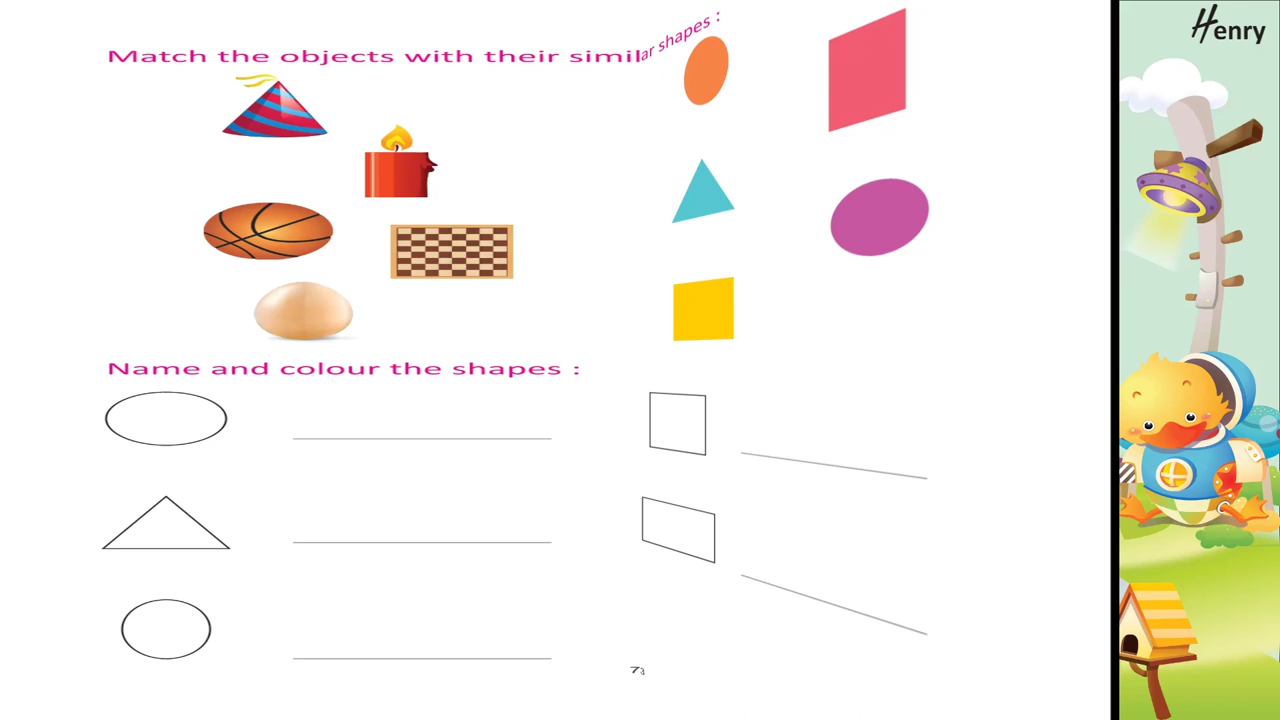 Match the objects with their similar shapes :
Henry
Name and colour the shapes :